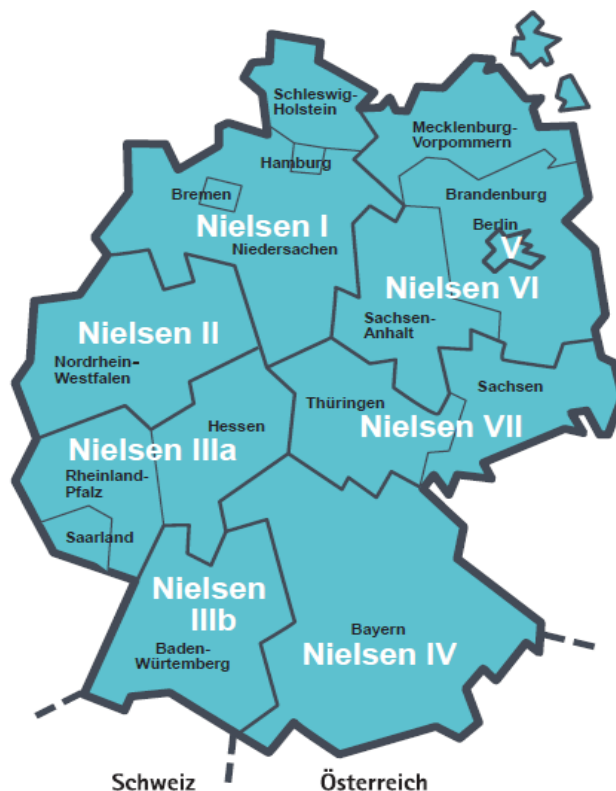 Schleswig-
Holstein
Mecklenburg-
Vorpommern
Hamburg
Bremen
Brandenburg
Nielsen I
Berlin
V
Niedersachen
Nielsen VI
Sachsen-
Anhalt
Nielsen II
Nordrhein-
Westfalen
Sachsen
Thüringen
Hessen
Nielsen VII
Nielsen IIIa
Rheinland-
Pfalz
Saarland
Nielsen
IIIb
Baden-
Würtemberg
Bayern
Nielsen IV
Schweiz
Österreich